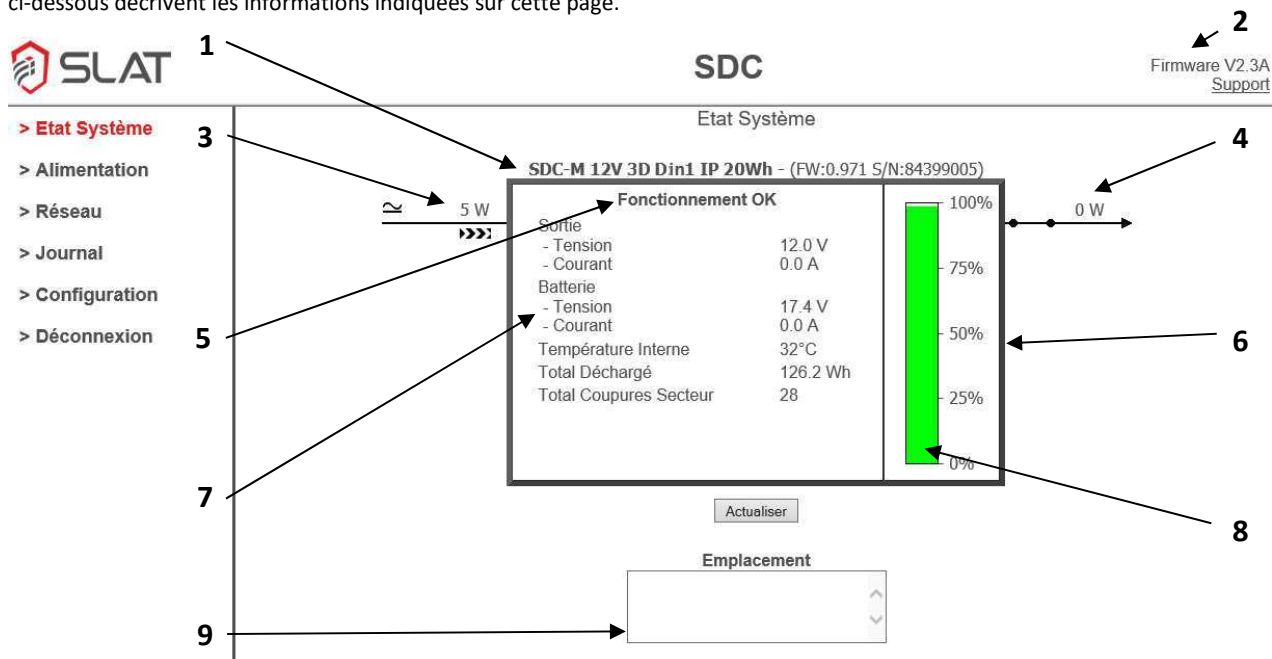 ci-dessous décrivent les informations indiquées sur cette page.
2
1
SLAT
SDC
Firmware V2.3A
Support
Etat Système
> Etat Système
3
4
> Alimentation
SDC-M 12V 3D Din1 IP 20Wh - (FW:0.971 S/N:84399005)
Fonctionnement OK
100%
> Réseau
5 W
0 W
Sortie
- Tension 12.0 V
> Journal
- Courant 0.0 A
75%
Batterie
> Configuration
- Tension 17.4 V
- Courant 0.0 A
50%
> Déconnexion
5
6
Température Interne 32°C
Total Déchargé 126.2 Wh
Total Coupures Secteur 28
25%
0%
7
Actualiser
8
Emplacement
9